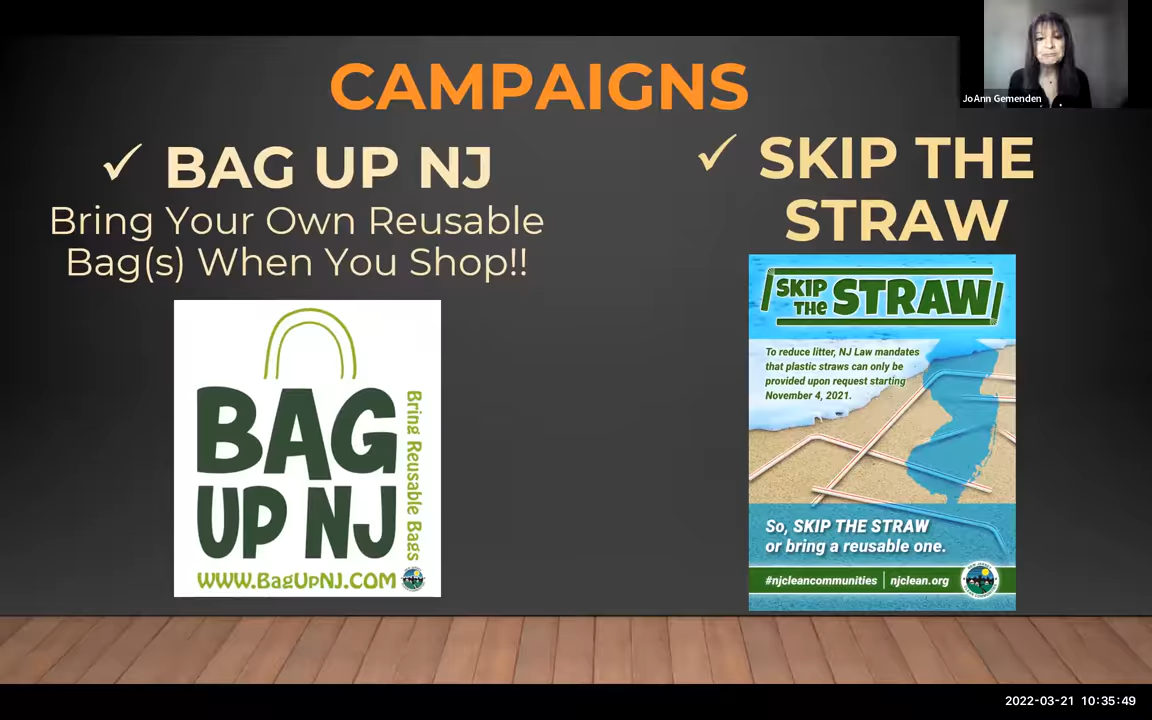 CAMPAIGNS
JoAnn Gemenden
✓ BAG UP NJ
Bring Your Own Reusable
Bag(s) When You Shop!!
BAG
UP NJ
Bring Reusable Bags
WWW.BAGUPNJ.COM
✓ SKIP THE
STRAW
SKIP
THE STRAW
To reduce litter, NJ Law mandates
that plastic straws can only be
provided upon request starting
November 4, 2021.
So, SKIP THE STRAW
or bring a reusable one.
#njcleancommunities | njclean.org
2022-03-21 10:35:49